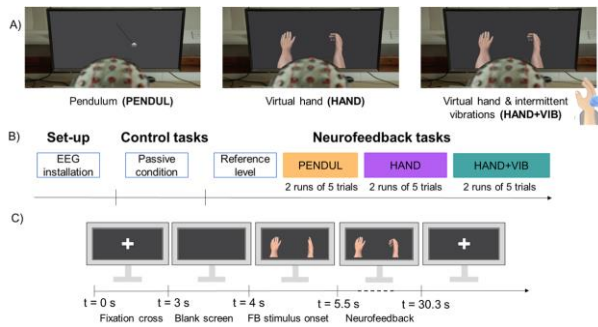 A)
Pendulum (PENDUL)
Virtual hand (HAND)
Virtual hand & intermittent
vibrations (HAND+VIB)
B)
Set-up
Control tasks
Neurofeedback tasks
EEG
installation
Passive
condition
Reference
level
PENDUL
HAND
HAND+VIB
2 runs of 5 trials
2 runs of 5 trials
2 runs of 5 trials
C)
t = 0 s
t = 3 s
t = 4 s
t = 5.5 s
t = 30.3 s
Fixation cross
Blank screen
FB stimulus onset
Neurofeedback